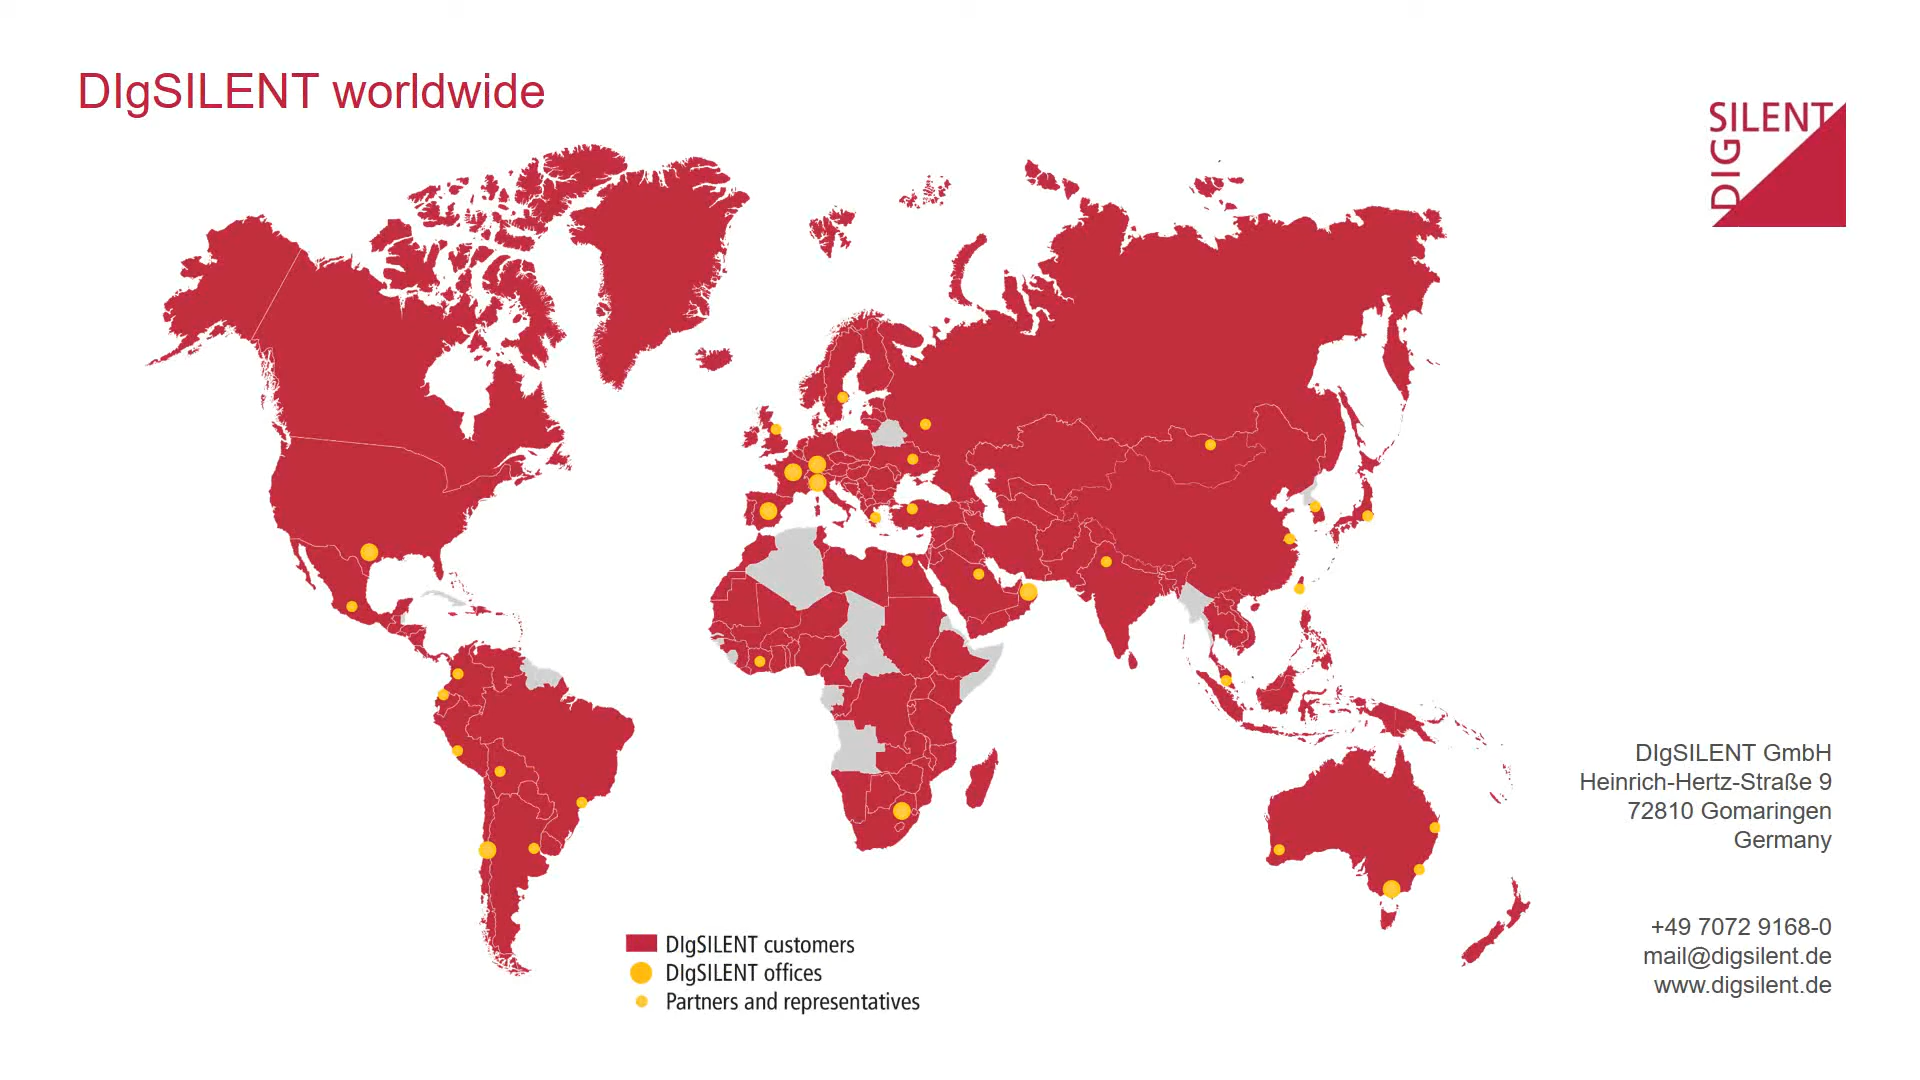 DIgSILENT worldwide
SILENT
DIG
DIgSILENT GmbH
Heinrich-Hertz-Straße 9
72810 Gomaringen
Germany
+49 7072 9168-0
mail@digsilent.de
www.digsilent.de
DIgSILENT customers
DIgSILENT offices
Partners and representatives